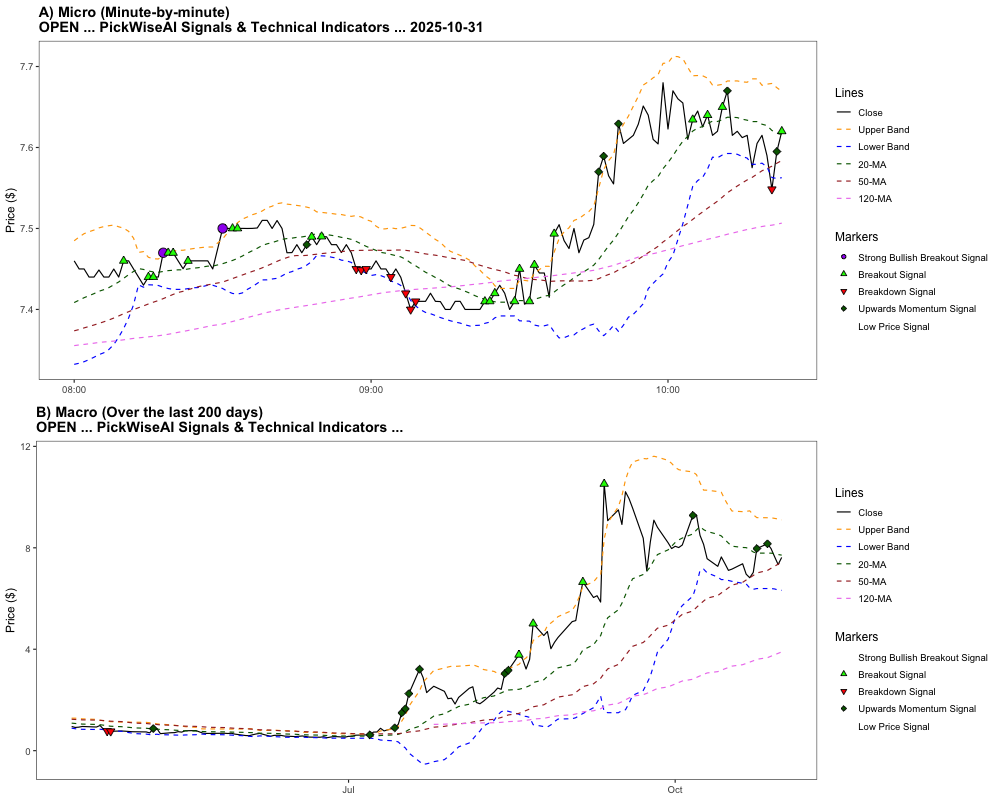 A) Micro (Minute-by-minute)
OPEN ... PickWiseAI Signals & Technical Indicators ... 2025-10-31
Price ($)
7.7
7.6
7.5
7.4
08:00
09:00
10:00
Lines
Close
Upper Band
Lower Band
20-MA
50-MA
120-MA
Markers
Strong Bullish Breakout Signal
Breakout Signal
Breakdown Signal
Upwards Momentum Signal
Low Price Signal
B) Macro (Over the last 200 days)
OPEN ... PickWiseAI Signals & Technical Indicators ...
Price ($)
12
8
4
0
Jul
Oct
Lines
Close
Upper Band
Lower Band
20-MA
50-MA
120-MA
Markers
Strong Bullish Breakout Signal
Breakout Signal
Breakdown Signal
Upwards Momentum Signal
Low Price Signal